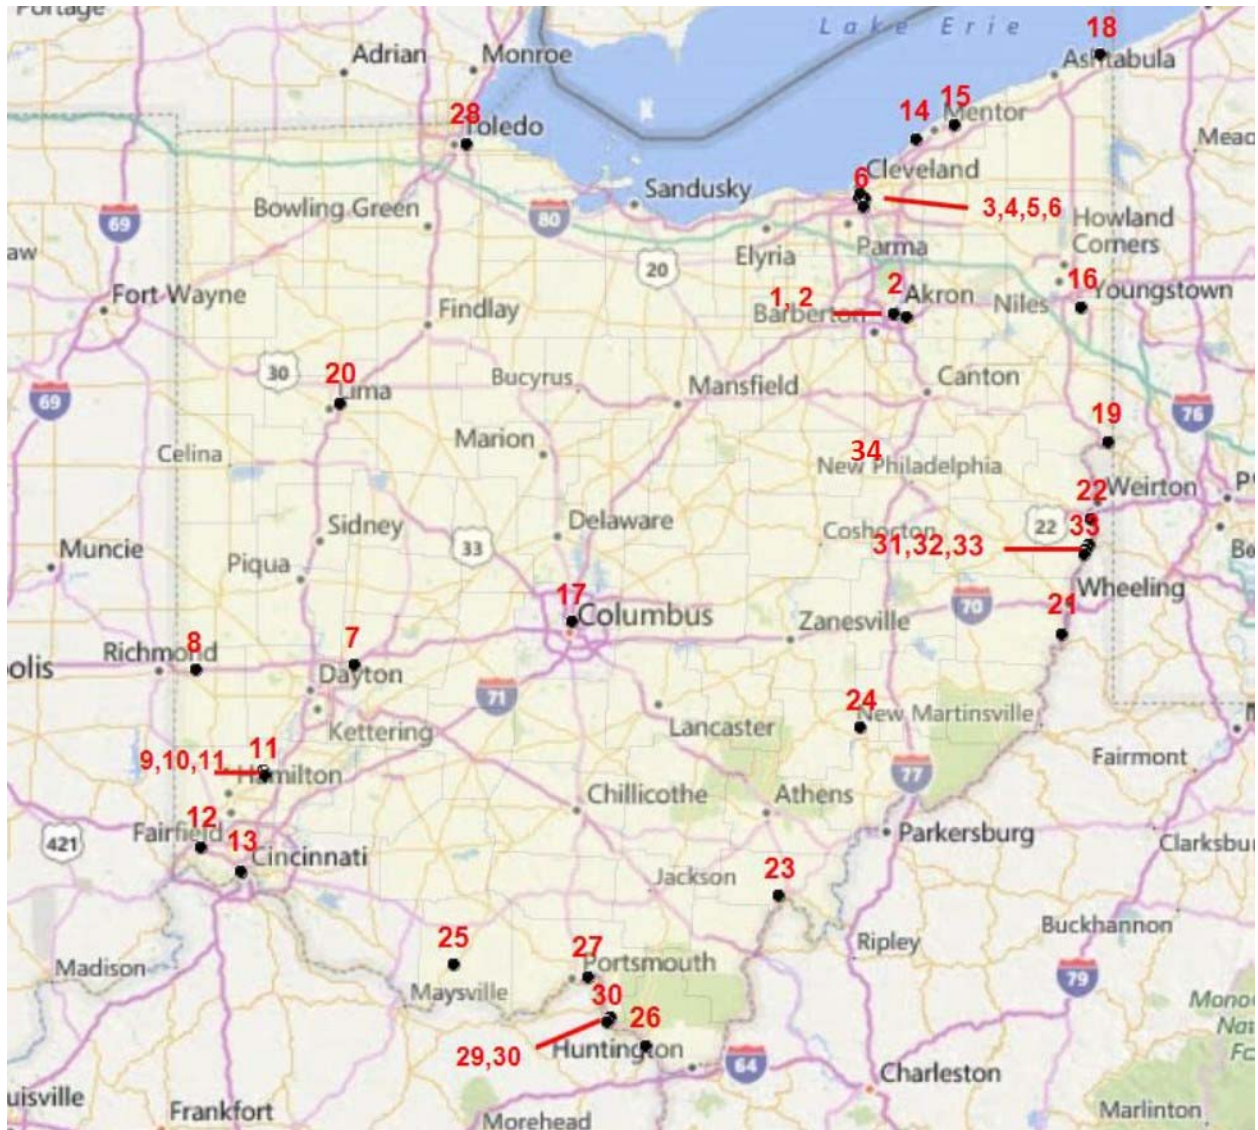 Portage
Lake Erie
18
Adrian
Monroe
Ashtabula
28
Toledo
14
15
Mentor
Cleveland
6
3,4,5,6
Sandusky
Bowling Green
80
69
Parma
Howland
Corners
Elyria
20
aw
Fort Wayne
1, 2
2
Akron
Barberton
Niles
16
Youngstown
Findlay
30
20
Lima
Bucyrus
Mansfield
Canton
69
76
19
Marion
Celina
34
New Philadelphia
22
Weirton
Sidney
Delaware
Coshocton
22
33
31,32,33
33
Muncie
Piqua
Wheeling
17
Columbus
Zanesville
70
21
8
Richmond
olis
7
Dayton
71
24
New Martinsville
Kettering
Lancaster
Fairmont
11
9,10,11
Hamilton
77
Chillicothe
Athens
12
Fairfield
13
Cincinnati
421
Parkersburg
Clarksbu
23
Jackson
Buckhannon
25
27
Portsmouth
Ripley
Madison
Maysville
79
30
26
29,30
Huntington
64
Charleston
uisville
Frankfort
Morehead
Marlinton